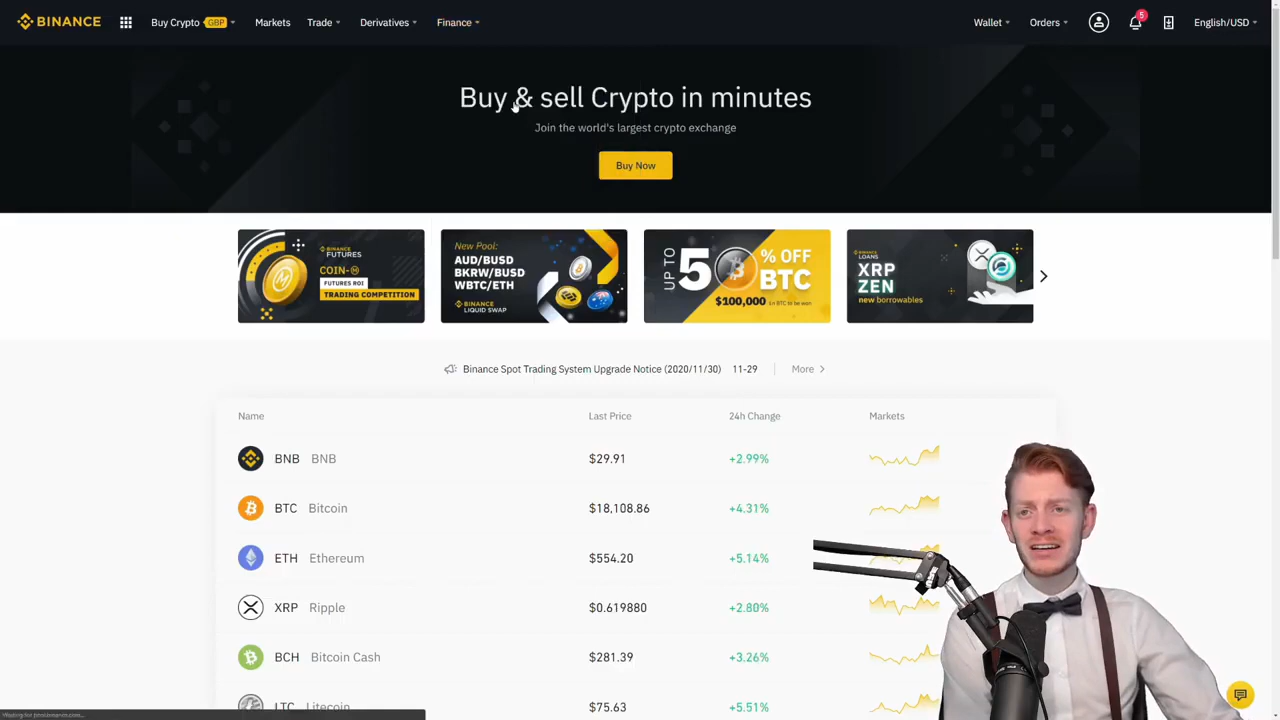 BINANCE
Buy Crypto GBP
Markets
Trade
Derivatives
Finance
Wallet
Orders
5
English/USD
Buy & sell Crypto in minutes
Join the world's largest crypto exchange
Buy Now
BINANCE
FUTURES
COIN-M
FUTURES ROI
TRADING COMPETITION
New Pool:
AUD/BUSD
BKRW/BUSD
WBTC/ETH
BINANCE
LIQUID SWAP
UP TO
50% OFF
BTC
$100,000
BINANCE
LOANS
XRP
ZEN
new borrowables
Binance Spot Trading System Upgrade Notice (2020/11/30) 11-29 More
Name Last Price 24h Change Markets
BNB BNB $29.91 +2.99%
BTC Bitcoin $18,108.86 +4.31%
ETH Ethereum $554.20 +5.14%
XRP Ripple $0.619880 +2.80%
BCH Bitcoin Cash $281.39 +3.26%
LTC Litecoin $75.63 +5.51%